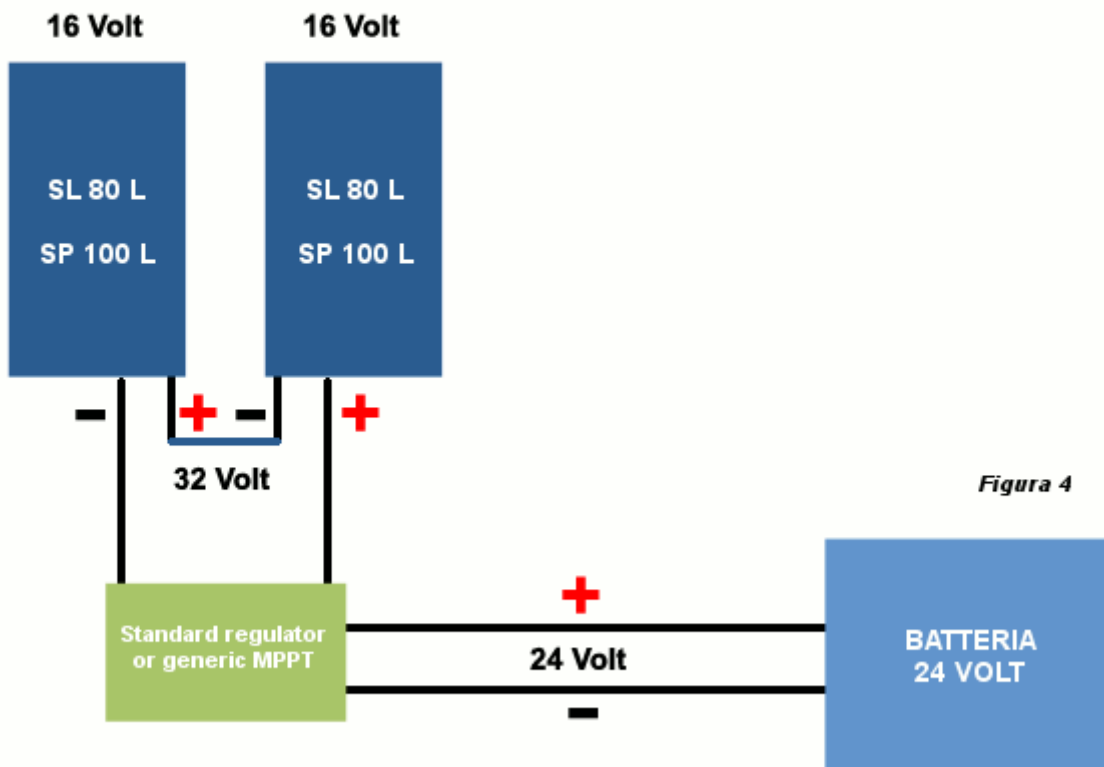 16 Volt
16 Volt
SL 80 L
SP 100 L
SL 80 L
SP 100 L
-
+
-
+
32 Volt
Figura 4
Standard regulator
or generic MPPT
+
24 Volt
-
BATTERIA
24 VOLT